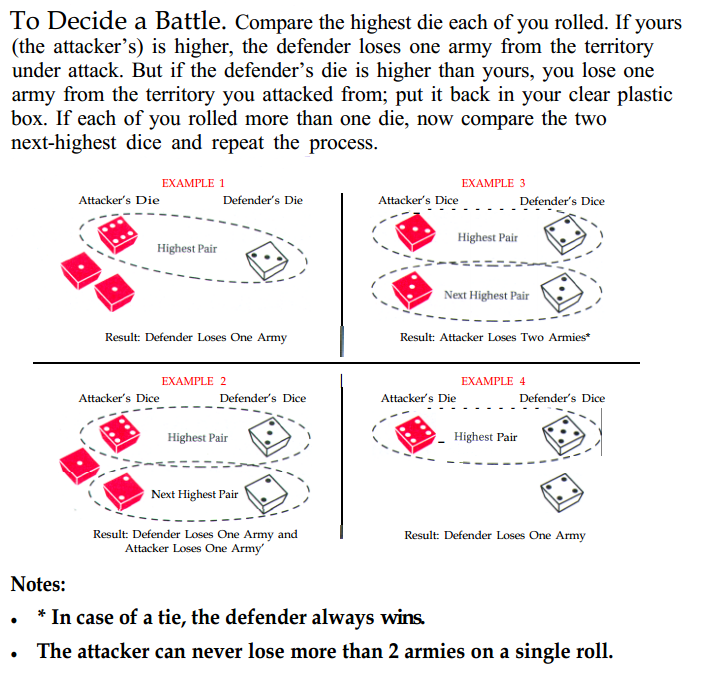 To Decide a Battle. Compare the highest die each of you rolled. If yours
(the attacker's) is higher, the defender loses one army from the territory
under attack. But if the defender's die is higher than yours, you lose one
army from the territory you attacked from; put it back in your clear plastic
box. If each of you rolled more than one die, now compare the two
next-highest dice and repeat the process.
EXAMPLE 1
Attacker's Die Defender's Die
Highest Pair
Result: Defender Loses One Army
EXAMPLE 3
Attacker's Dice Defender's Dice
Highest Pair
Next Highest Pair
Result: Attacker Loses Two Armies*
EXAMPLE 2
Attacker's Dice Defender's Dice
Highest Pair
Next Highest Pair
Result: Defender Loses One Army and
Attacker Loses One Army′
EXAMPLE 4
Attacker's Die Defender's Dice
Highest Pair
Result: Defender Loses One Army
Notes:
• * In case of a tie, the defender always wins.
• The attacker can never lose more than 2 armies on a single roll.